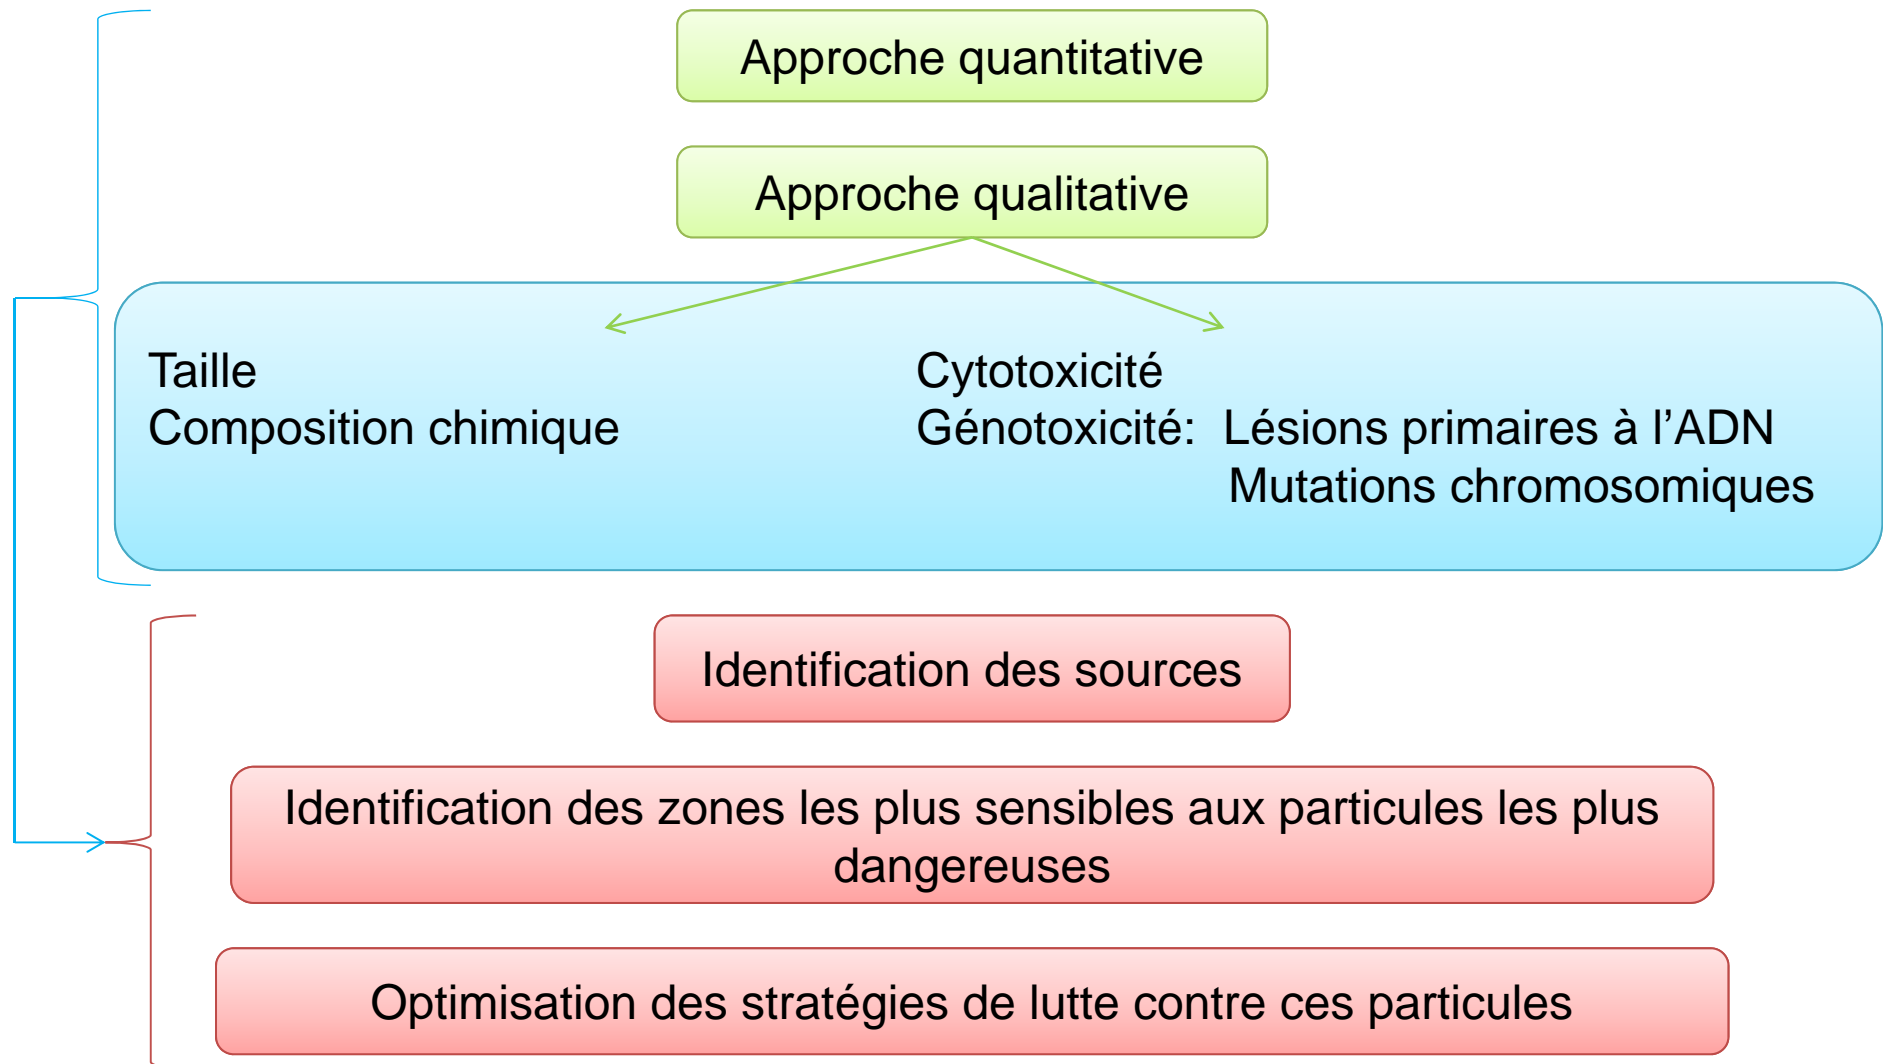 Approche quantitative
Approche qualitative
Taille
Composition chimique
Cytotoxicité
Génotoxicité: Lésions primaires à l’ADN
Mutations chromosomiques
Identification des sources
Identification des zones les plus sensibles aux particules les plus
dangereuses
Optimisation des stratégies de lutte contre ces particules